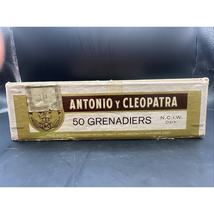 ANTONIO Y CLEOPATRA
50 GRENADIERS
N.C.I.W.